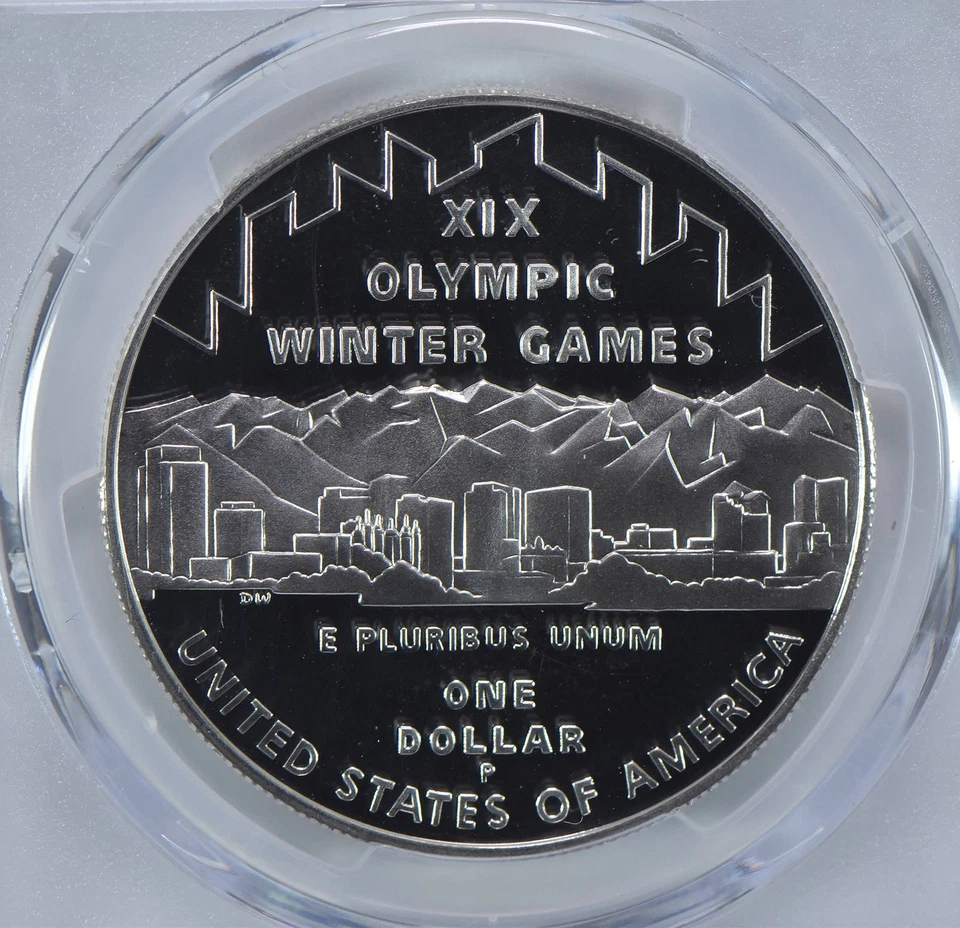 XIX
OLYMPIC
WINTER GAMES
DW
E PLURIBUS UNUM
ONE
DOLLAR
P
UNITED STATES OF AMERICA